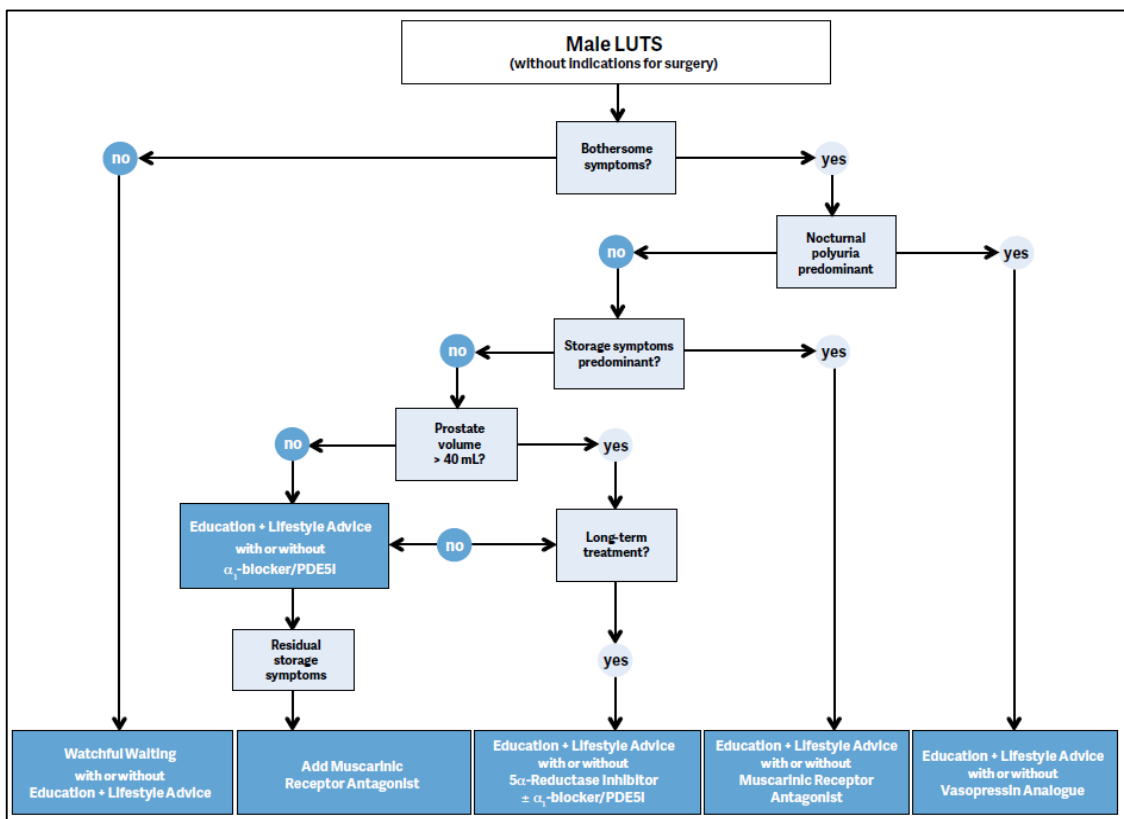 Male LUTS
(without indications for surgery)
no
Bothersome
symptoms?
yes
no
Nocturnal
polyuria
predominant
yes
no
Storage symptoms
predominant?
yes
no
Prostate
volume
> 40 mL?
yes
Education + Lifestyle Advice
with or without
α₁-blocker/PDE5I
no
Long-term
treatment?
Residual
storage
symptoms
yes
Watchful Waiting
with or without
Education + Lifestyle Advice
Add Muscarinic
Receptor Antagonist
Education + Lifestyle Advice
with or without
5α-Reductase Inhibitor
± α₁-blocker/PDE5I
Education + Lifestyle Advice
with or without
Muscarinic Receptor
Antagonist
Education + Lifestyle Advice
with or without
Vasopressin Analogue